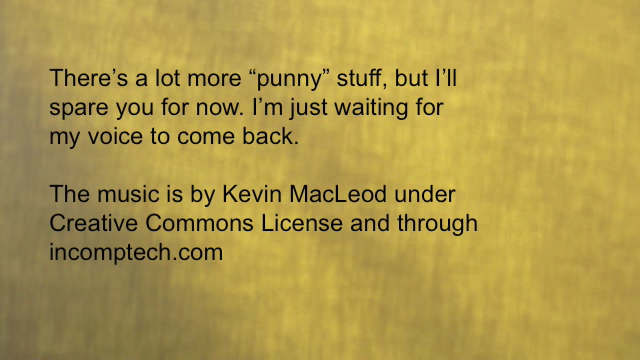 There’s a lot more “punny” stuff, but I’ll
spare you for now. I’m just waiting for
my voice to come back.
The music is by Kevin MacLeod under
Creative Commons License and through
incomptech.com